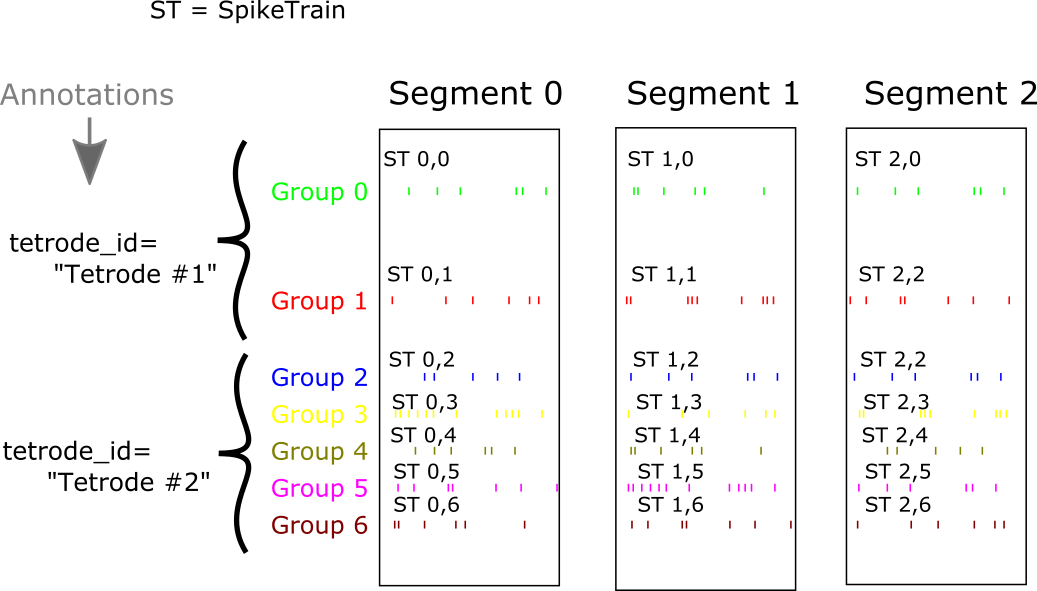 ST = SpikeTrain
Annotations
Segment 0
Segment 1
Segment 2
tetrode_id=
"Tetrode #1"
Group 0
ST 0,0
ST 1,0
ST 2,0
Group 1
ST 0,1
ST 1,1
ST 2,2
tetrode_id=
"Tetrode #2"
Group 2
ST 0,2
ST 1,2
ST 2,2
Group 3
ST 0,3
ST 1,3
ST 2,3
Group 4
ST 0,4
ST 1,4
ST 2,4
Group 5
ST 0,5
ST 1,5
ST 2,5
Group 6
ST 0,6
ST 1,6
ST 2,6